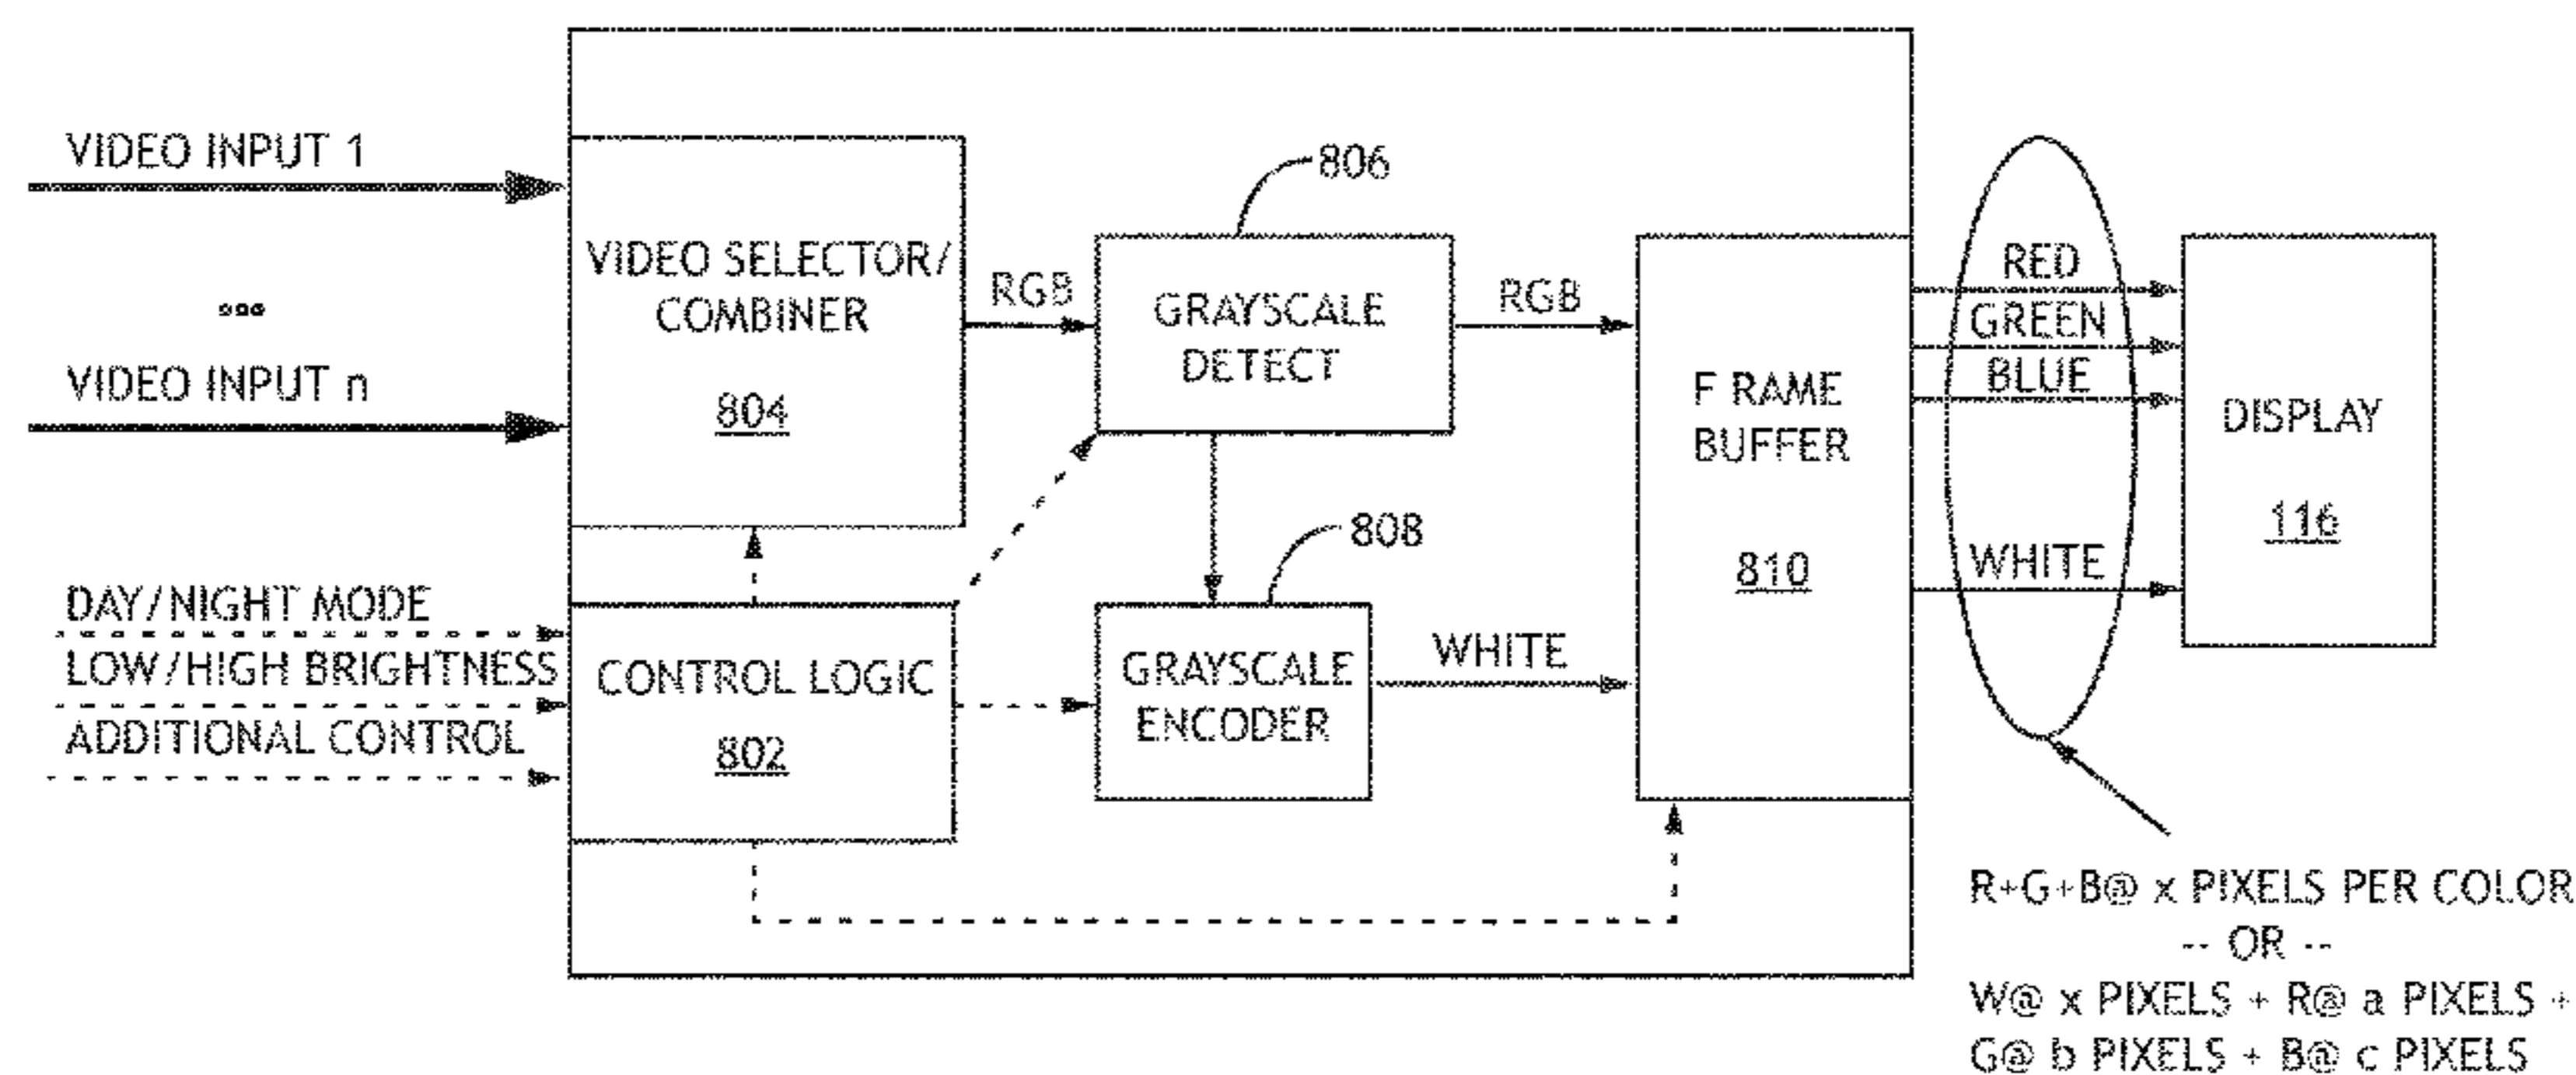 VIDEO INPUT 1
...
VIDEO INPUT n
DAY/NIGHT MODE
LOW/HIGH BRIGHTNESS
ADDITIONAL CONTROL
VIDEO SELECTOR/
COMBINER
804
CONTROL LOGIC
802
RGB
806
GRAYSCALE
DETECT
808
GRAYSCALE
ENCODER
RGB
WHITE
F RAME
BUFFER
810
RED
GREEN
BLUE
WHITE
DISPLAY
116
R+G+B@ x PIXELS PER COLOR
-- OR --
W@ x PIXELS + R@ a PIXELS +
G@ b PIXELS + B@ c PIXELS